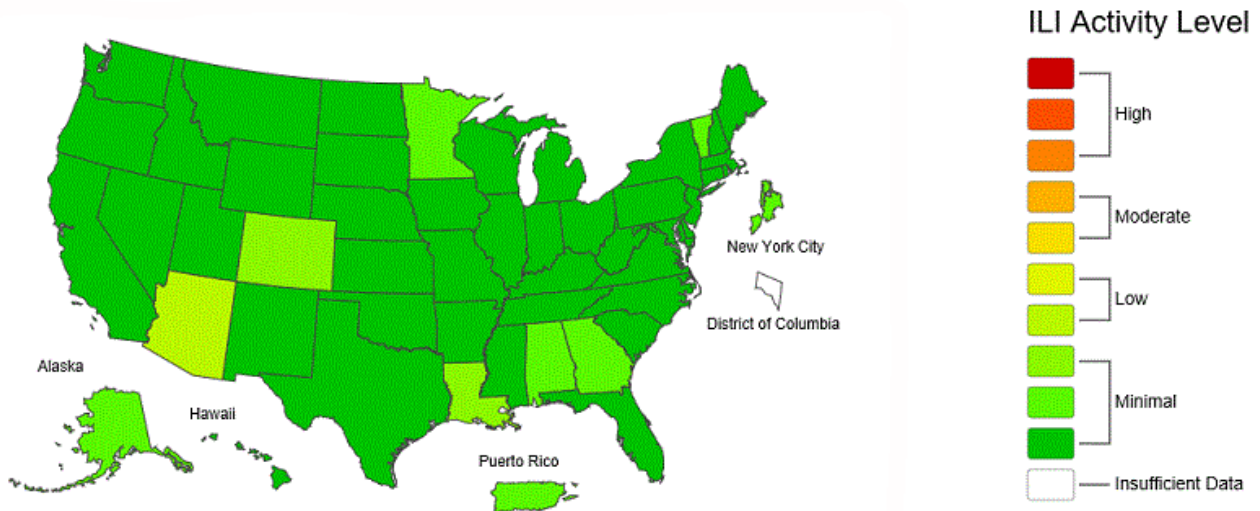 ILI Activity Level
High
Moderate
New York City
Low
District of Columbia
Alaska
Hawaii
Minimal
Puerto Rico
Insufficient Data